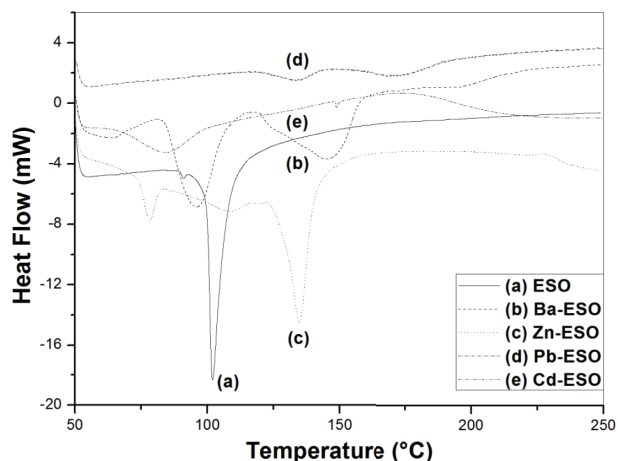 4
0
-4
-8
-12
-16
-20
Heat Flow (mW)
50
100
150
200
250
Temperature (°C)
(d)
(e)
(b)
(c)
(a)
(a) ESO
(b) Ba-ESO
(c) Zn-ESO
(d) Pb-ESO
(e) Cd-ESO